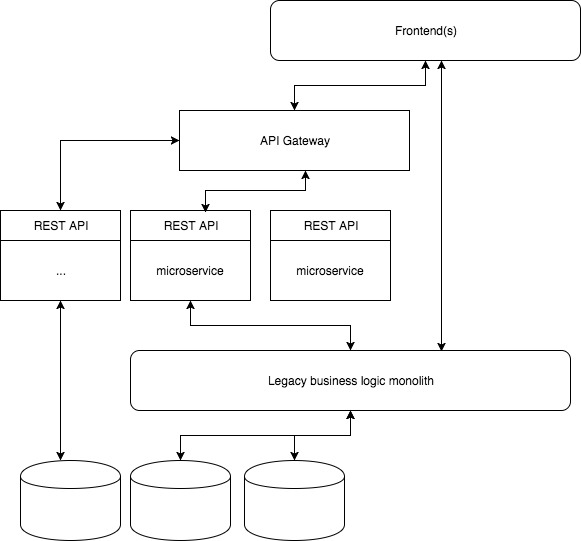 Frontend(s)
API Gateway
REST API
REST API
REST API
...
microservice
microservice
Legacy business logic monolith